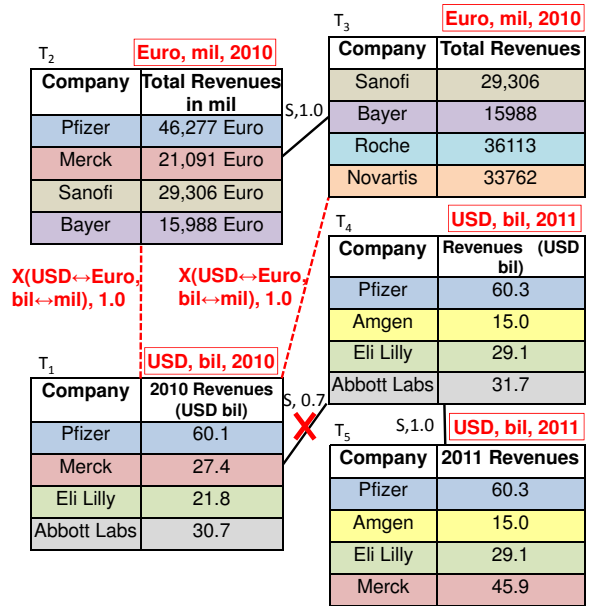 T2
Euro, mil, 2010
Company Total Revenues in mil
Pfizer 46,277 Euro
Merck 21,091 Euro
Sanofi 29,306 Euro
Bayer 15,988 Euro
S,1.0
T3
Euro, mil, 2010
Company Total Revenues
Sanofi 29,306
Bayer 15988
Roche 36113
Novartis 33762
X(USD↔Euro,
bil↔mil), 1.0
X(USD↔Euro,
bil↔mil), 1.0
T4
USD, bil, 2011
Company Revenues (USD bil)
Pfizer 60.3
Amgen 15.0
Eli Lilly 29.1
Abbott Labs 31.7
T1
USD, bil, 2010
Company 2010 Revenues (USD bil)
Pfizer 60.1
Merck 27.4
Eli Lilly 21.8
Abbott Labs 30.7
S, 0.7
S,1.0
T5
USD, bil, 2011
Company 2011 Revenues
Pfizer 60.3
Amgen 15.0
Eli Lilly 29.1
Merck 45.9